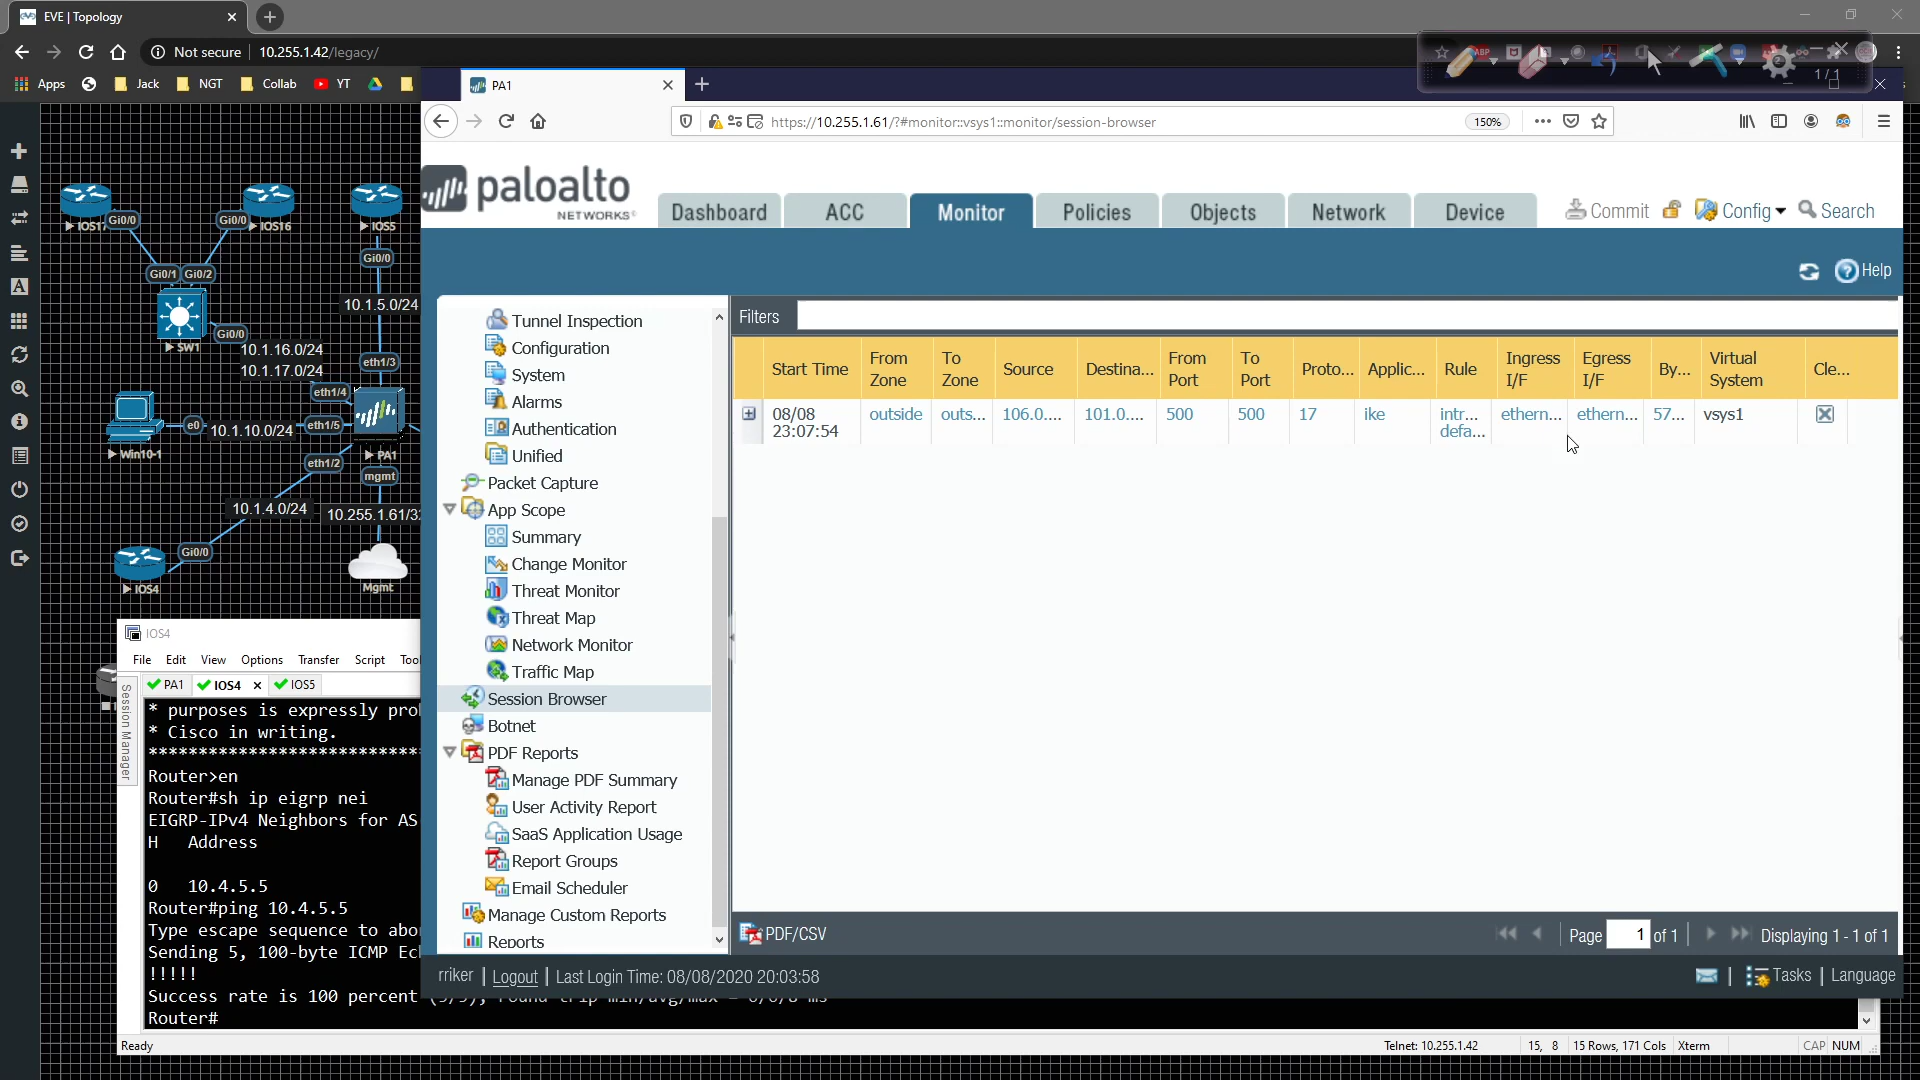 EVE | Topology
Not secure | 10.255.1.42/legacy/
Apps Jack NGT Collab YT
PA1
https://10.255.1.61/?#monitor::vsys1::monitor/session-browser
150%
1 / 1
paloalto
NETWORKS®
Dashboard ACC Monitor Policies Objects Network Device
Commit Config Search
Help
IOS17
Gi0/0
Gi0/0
IOS16
IOS5
Gi0/0
Gi0/1
Gi0/2
SW1
Gi0/0
10.1.5.0/24
10.1.16.0/24
10.1.17.0/24
eth1/3
eth1/4
Win10-1
e0
10.1.10.0/24
eth1/5
PA1
eth1/2
mgmt
10.1.4.0/24
10.255.1.61/32
Gi0/0
IOS4
Mgmt
Tunnel Inspection
Configuration
System
Alarms
Authentication
Unified
Packet Capture
App Scope
Summary
Change Monitor
Threat Monitor
Threat Map
Network Monitor
Traffic Map
Session Browser
Botnet
PDF Reports
Manage PDF Summary
User Activity Report
SaaS Application Usage
Report Groups
Email Scheduler
Manage Custom Reports
Reports
Filters
Start Time From Zone To Zone Source Destina... From Port To Port Proto... Applic... Rule Ingress I/F Egress I/F By... Virtual System Cle...
08/08 23:07:54 outside outs... 106.0.... 101.0.... 500 500 17 ike intr... defa... ethern... ethern... 57... vsys1
PDF/CSV
Page 1 of 1
Displaying 1 - 1 of 1
rriker | Logout | Last Login Time: 08/08/2020 20:03:58
Tasks | Language
IOS4
File Edit View Options Transfer Script Tool
PA1 IOS4 IOS5
Session Manager
* purposes is expressly pro
* Cisco in writing.
Router>en
Router#sh ip eigrp nei
EIGRP-IPv4 Neighbors for AS
H Address
0 10.4.5.5
Router#ping 10.4.5.5
Type escape sequence to abo
Sending 5, 100-byte ICMP Ec
!!!!!
Success rate is 100 percent
Router#
Ready
Telnet: 10.255.1.42 15, 8 15 Rows, 171 Cols Xterm CAP NUM